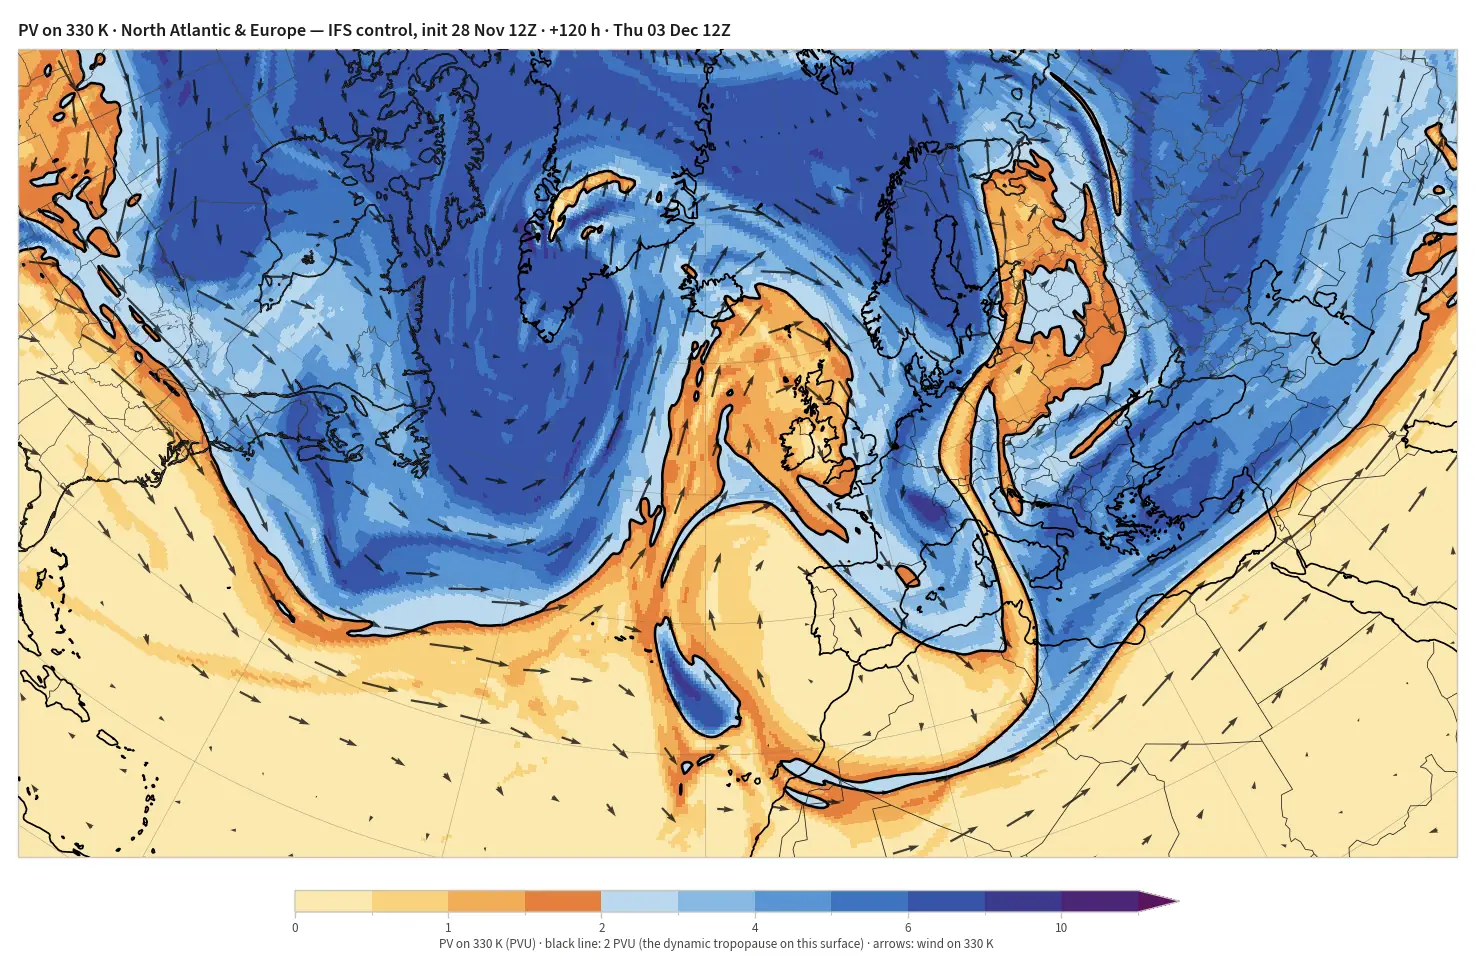 PV on 330 K · North Atlantic & Europe — IFS control, init 28 Nov 12Z · +120 h · Thu 03 Dec 12Z
0 1 2 4 6 10
PV on 330 K (PVU) · black line: 2 PVU (the dynamic tropopause on this surface) · arrows: wind on 330 K